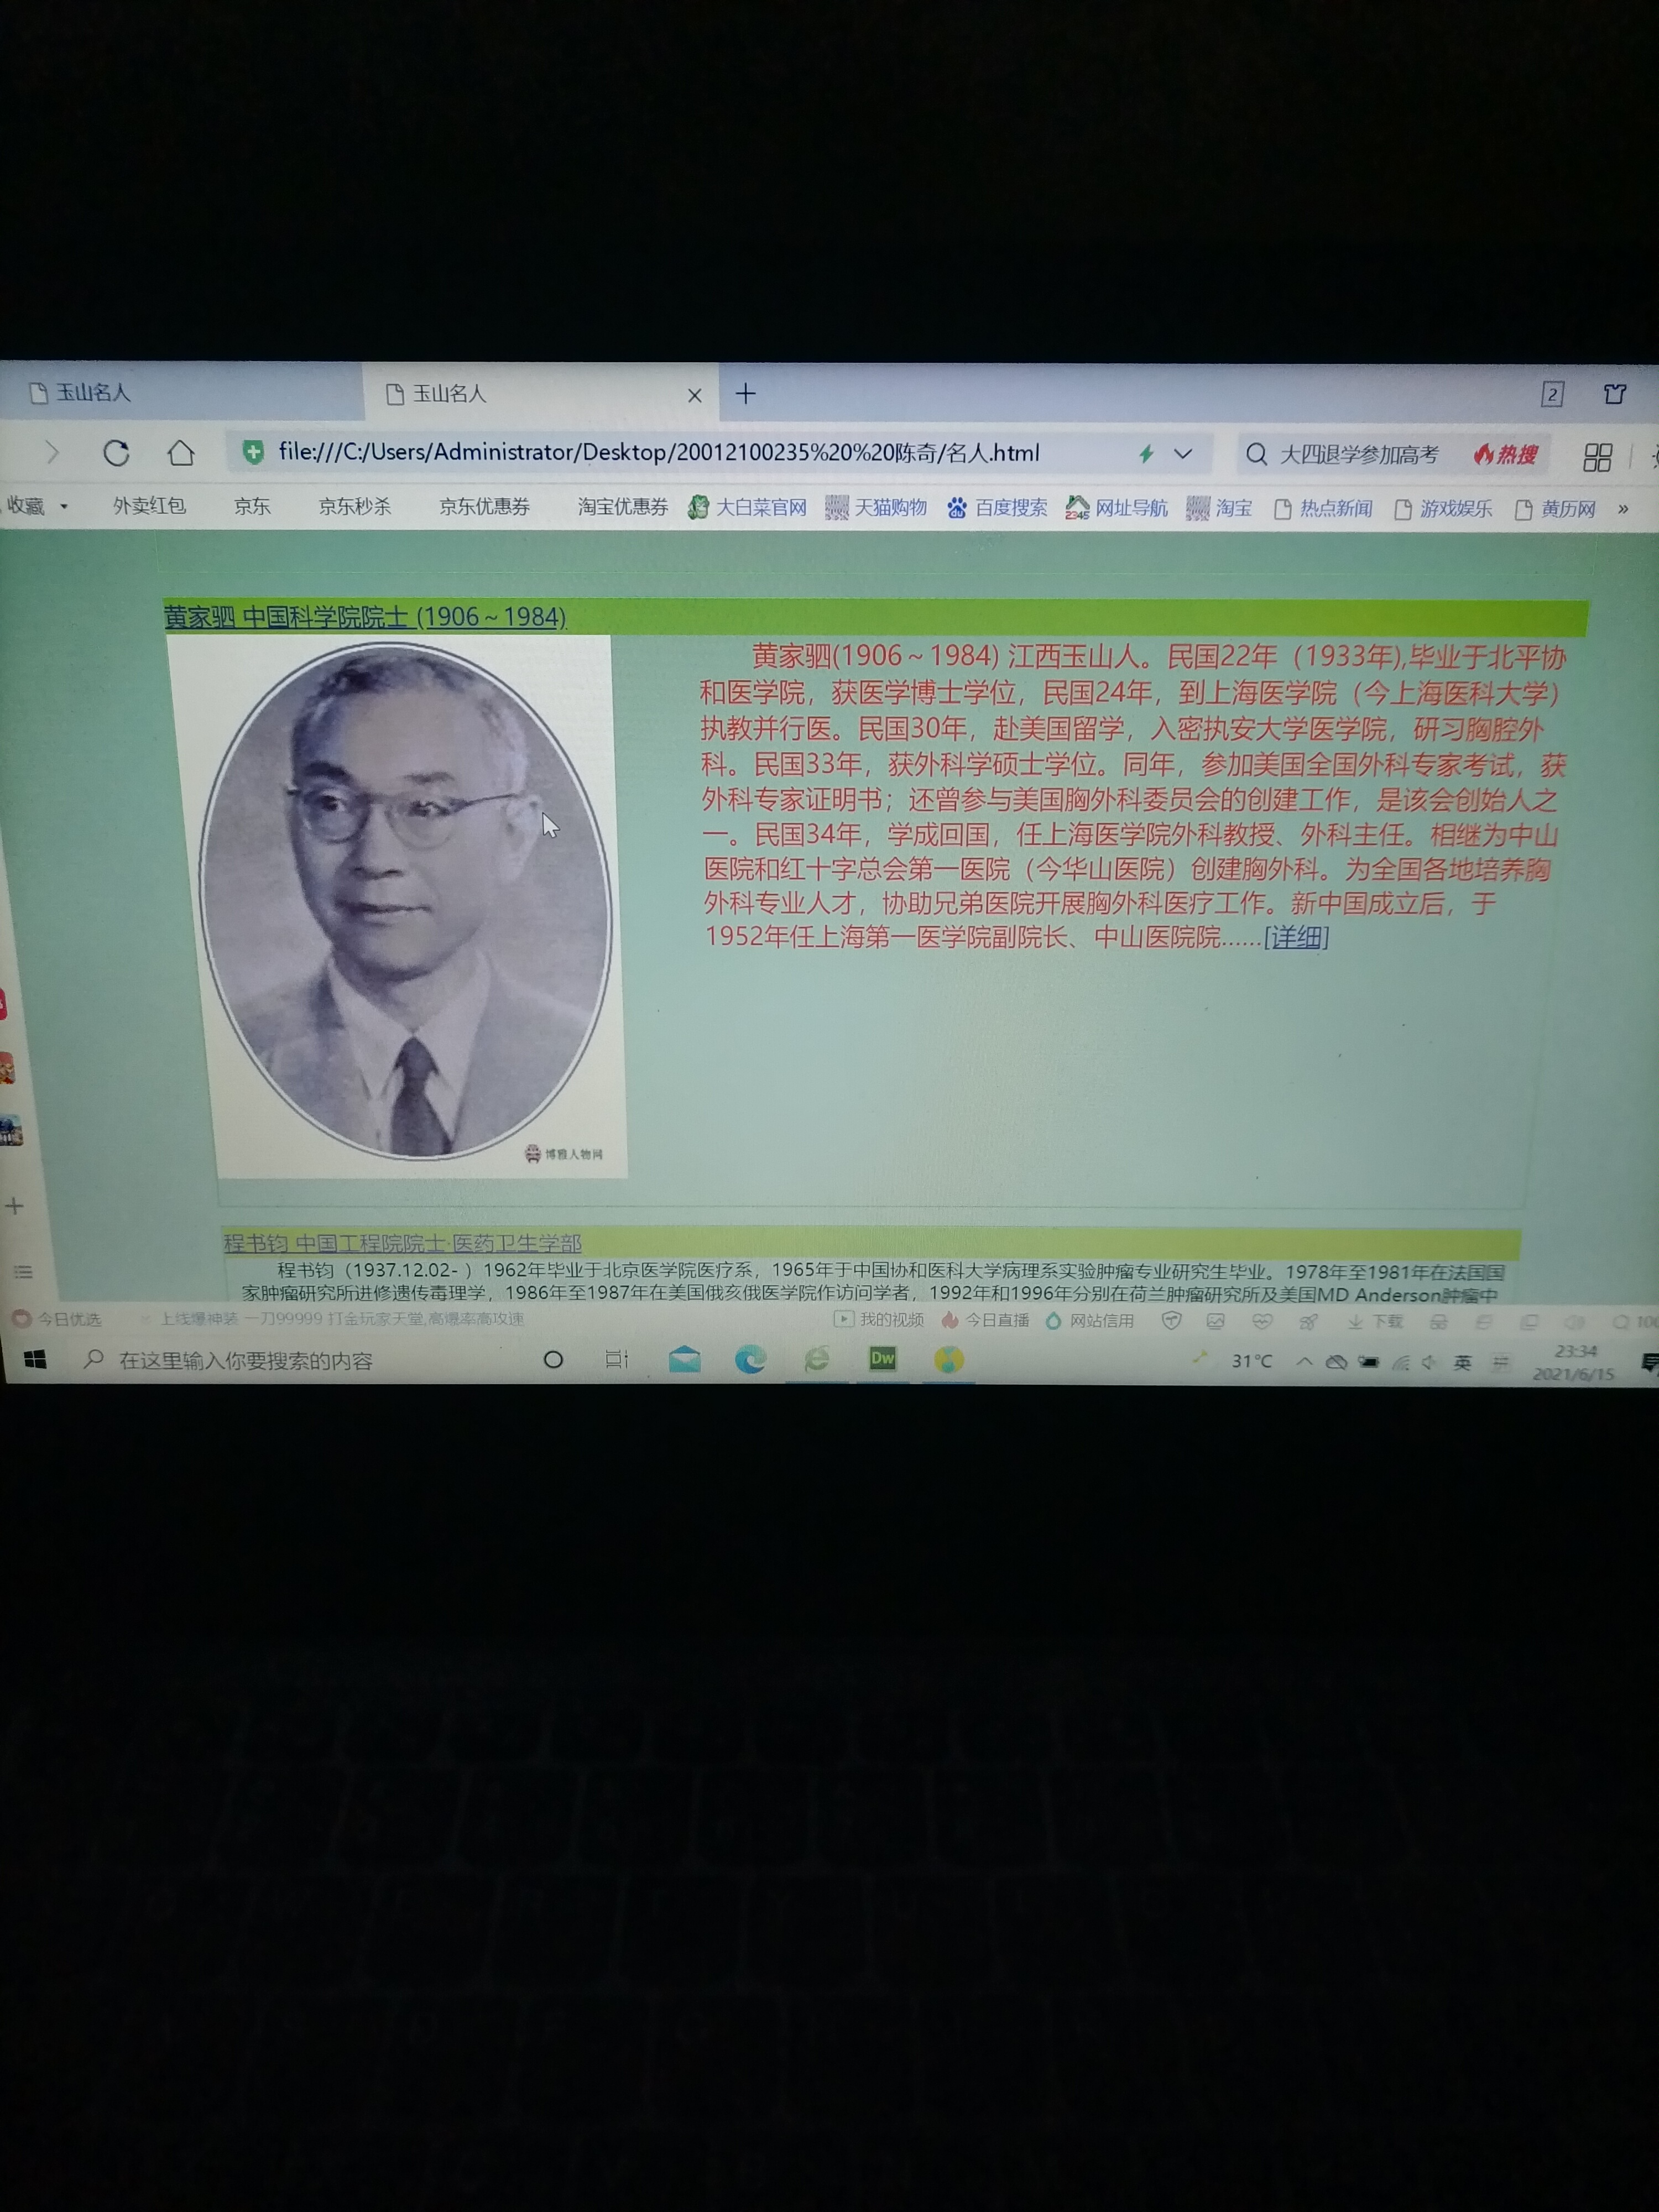 玉山名人
玉山名人
2
file:///C:/Users/Administrator/Desktop/20012100235%20%20陈奇/名人.html
大四退学参加高考
热搜
收藏 外卖红包 京东 京东秒杀 京东优惠券 淘宝优惠券 大白菜官网 天猫购物 百度搜索 网址导航 淘宝 热点新闻 游戏娱乐 黄历网 »
黄家驷 中国科学院院士 (1906～1984)
黄家驷(1906～1984) 江西玉山人。民国22年（1933年),毕业于北平协
和医学院，获医学博士学位，民国24年，到上海医学院（今上海医科大学）
执教并行医。民国30年，赴美国留学，入密执安大学医学院，研习胸腔外
科。民国33年，获外科学硕士学位。同年，参加美国全国外科专家考试，获
外科专家证明书；还曾参与美国胸外科委员会的创建工作，是该会创始人之
一。民国34年，学成回国，任上海医学院外科教授、外科主任。相继为中山
医院和红十字总会第一医院（今华山医院）创建胸外科。为全国各地培养胸
外科专业人才，协助兄弟医院开展胸外科医疗工作。新中国成立后，于
1952年任上海第一医学院副院长、中山医院院……[详细]
博雅人物网
程书钧 中国工程院院士·医药卫生学部
程书钧（1937.12.02- ）1962年毕业于北京医学院医疗系，1965年于中国协和医科大学病理系实验肿瘤专业研究生毕业。1978年至1981年在法国国
家肿瘤研究所进修遗传毒理学，1986年至1987年在美国俄亥俄医学院作访问学者，1992年和1996年分别在荷兰肿瘤研究所及美国MD Anderson肿瘤中
今日优选 上线爆神装 一刀99999 打金玩家天堂,高爆率高攻速 我的视频 今日直播 网站信用 下载
在这里输入你要搜索的内容
Dw
31°C
英
23:34
2021/6/15